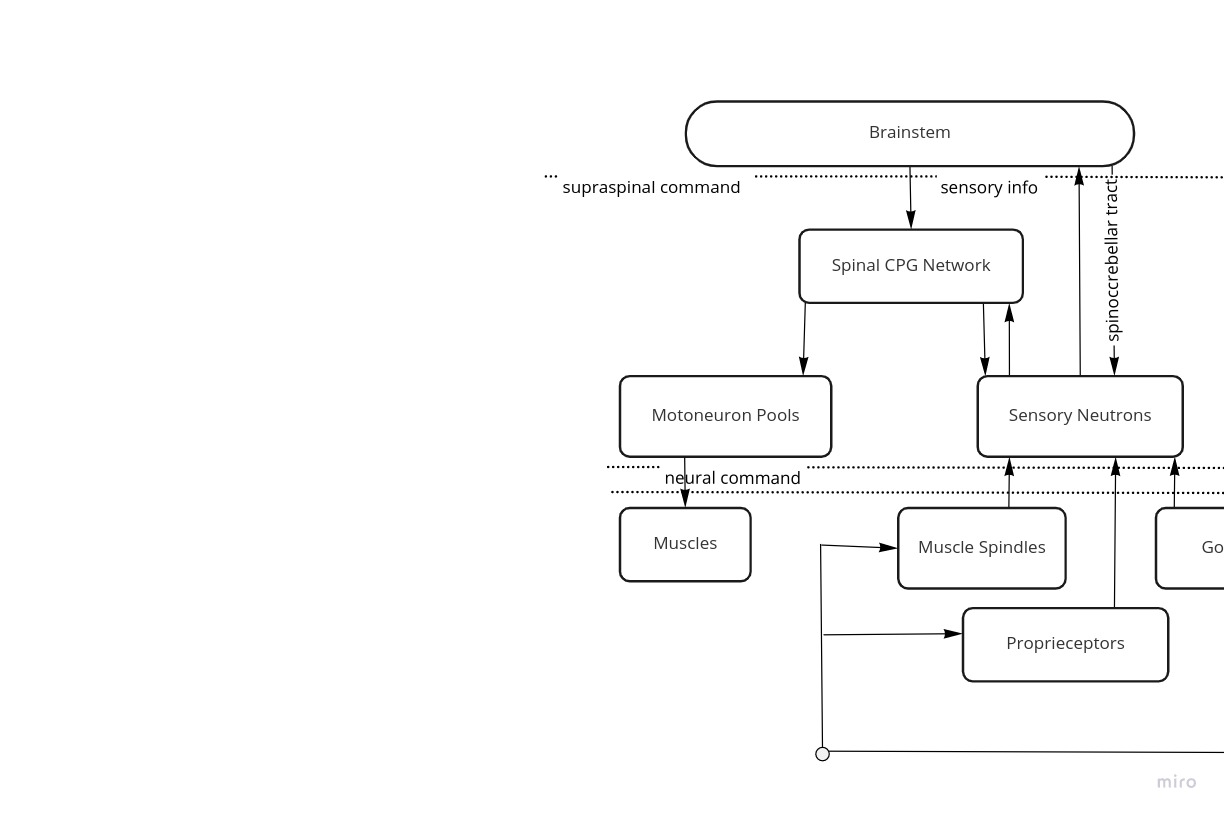 Brainstem
supraspinal command
sensory info
spinoccrebellar tract
Spinal CPG Network
Motoneuron Pools
Sensory Neutrons
neural command
Muscles
Muscle Spindles
Go
Proprieceptors
miro